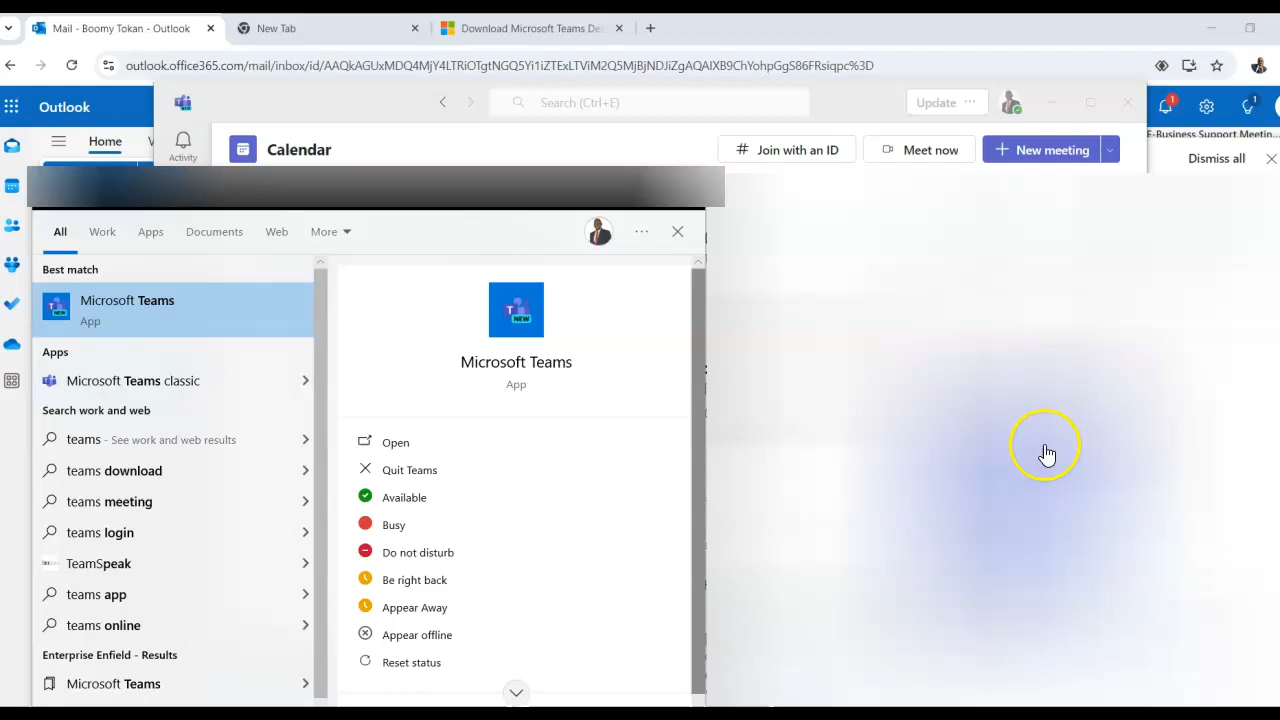 Mail - Boomy Tokan - Outlook
New Tab
Download Microsoft Teams De
outlook.office365.com/mail/inbox/id/AAQkAGUxMDQ4MjY4LTRiOTgtNGQ5Yi1iZTExLTViM2Q5MjBjNDJiZgAQAIXB9ChYohpGgS86FRsiqpc%3D
Outlook
Search (Ctrl+E)
Update
1
1
Home
Activity
Calendar
# Join with an ID
Meet now
New meeting
E-Business Support Meetin...
Dismiss all
All
Work
Apps
Documents
Web
More
Best match
Microsoft Teams
App
Apps
Microsoft Teams classic
Search work and web
teams - See work and web results
teams download
teams meeting
teams login
TeamSpeak
teams app
teams online
Enterprise Enfield - Results
Microsoft Teams
T
NEW
Microsoft Teams
App
Open
Quit Teams
Available
Busy
Do not disturb
Be right back
Appear Away
Appear offline
Reset status